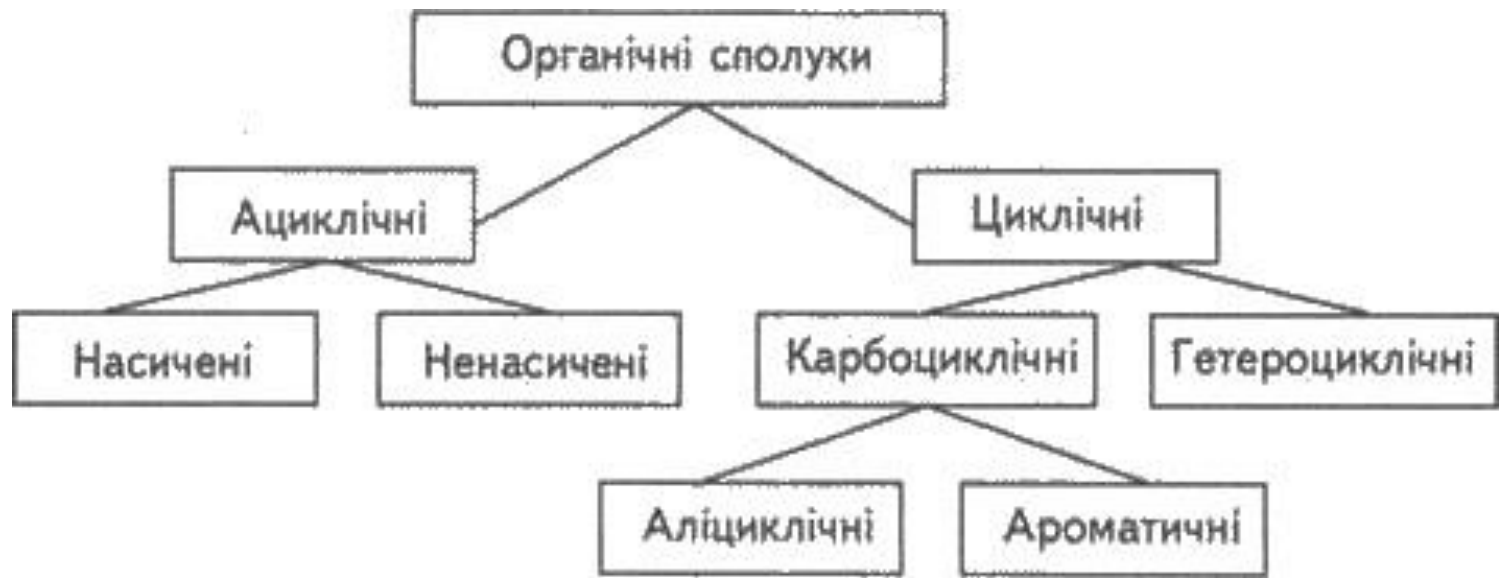 Органічні сполуки
Ациклічні
Циклічні
Насичені
Ненасичені
Карбоциклічні
Гетероциклічні
Аліциклічні
Ароматичні